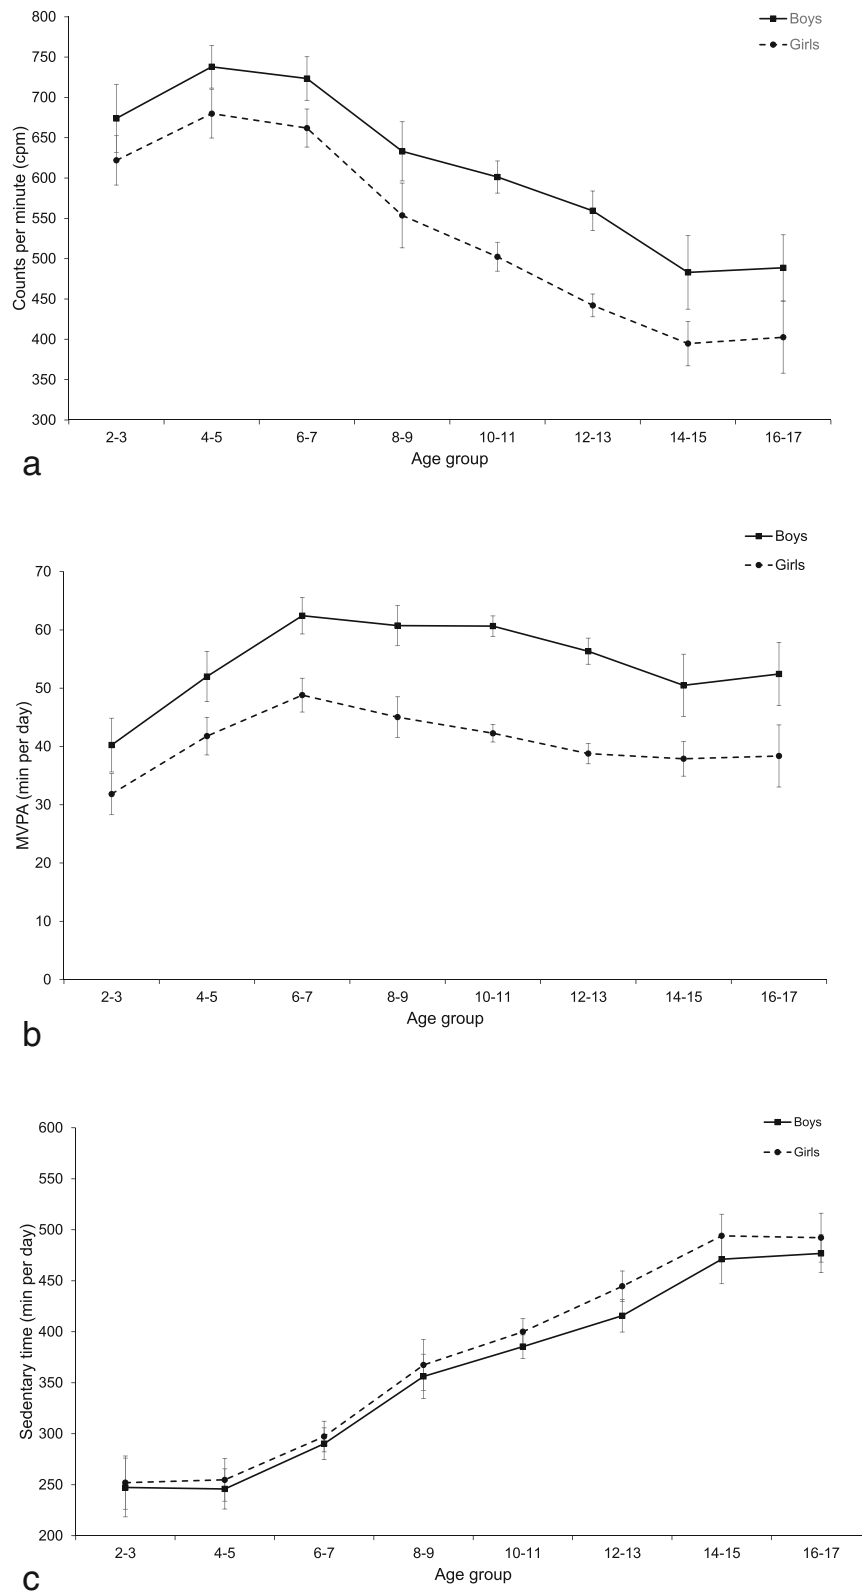 800
750
700
650
600
550
500
450
400
350
300
Counts per minute (cpm)
Boys
Girls
2-3 4-5 6-7 8-9 10-11 12-13 14-15 16-17
Age group
a
Boys
Girls
70
60
50
40
30
20
10
0
MVPA (min per day)
2-3 4-5 6-7 8-9 10-11 12-13 14-15 16-17
Age group
b
Boys
Girls
600
550
500
450
400
350
300
250
200
Sedentary time (min per day)
2-3 4-5 6-7 8-9 10-11 12-13 14-15 16-17
Age group
c